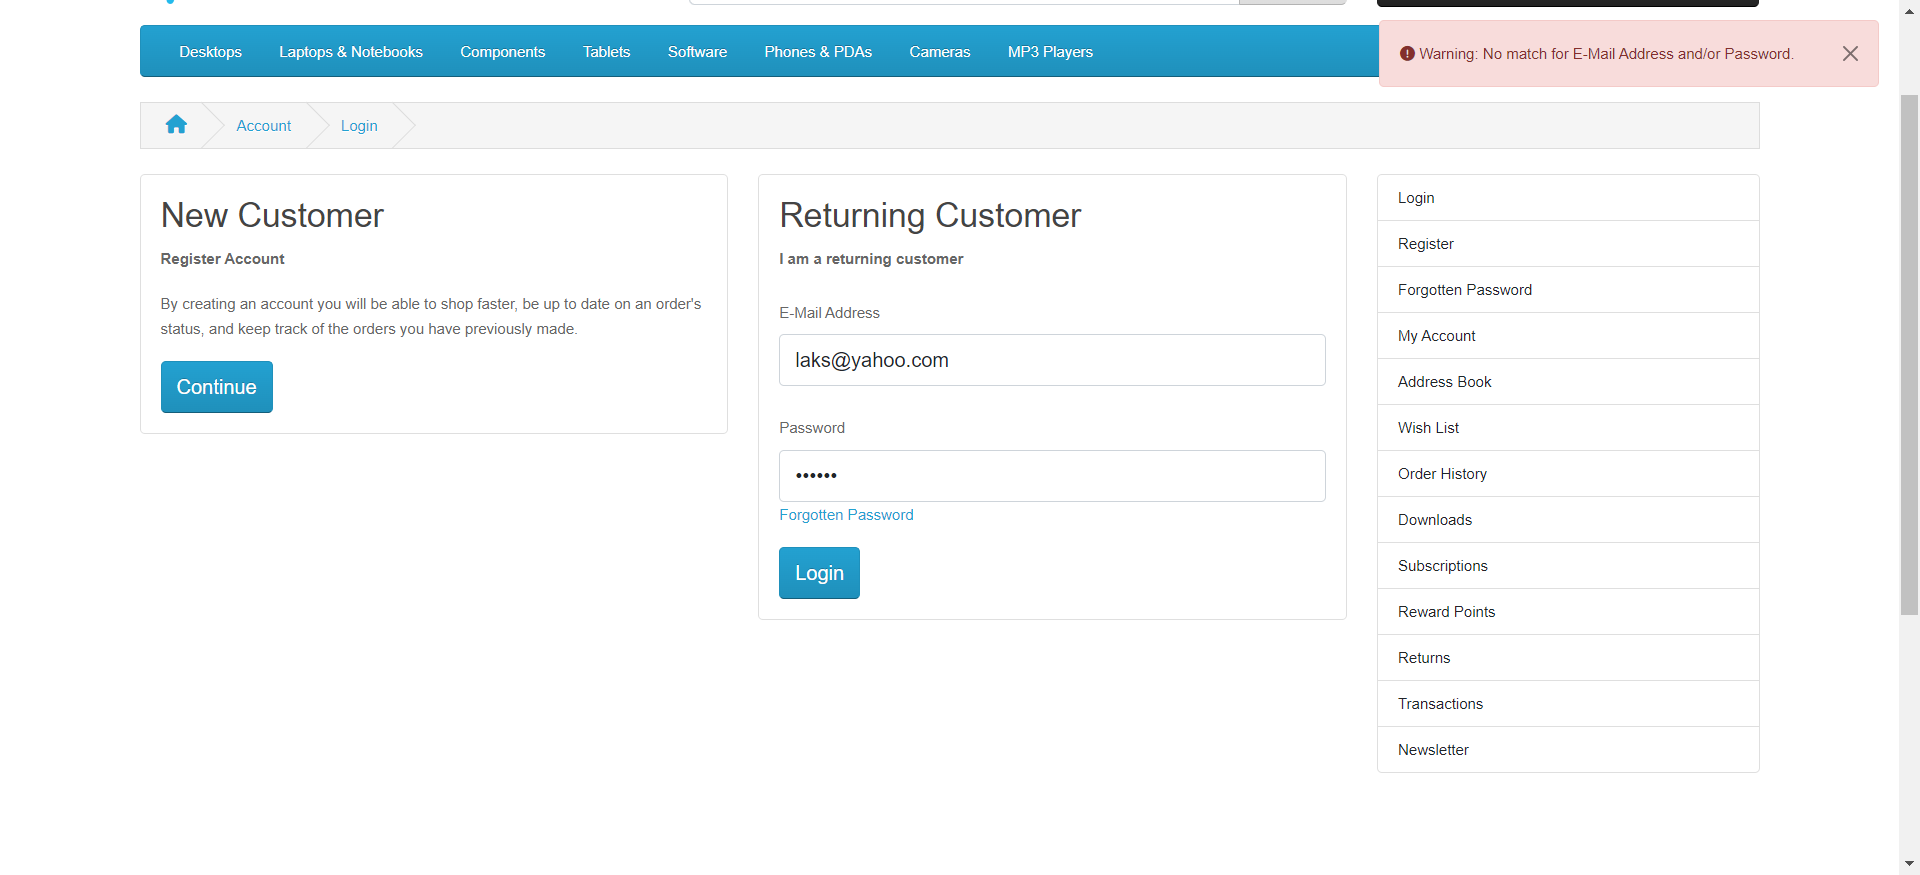 Desktops Laptops & Notebooks Components Tablets Software Phones & PDAs Cameras MP3 Players
Warning: No match for E-Mail Address and/or Password.
Account Login
New Customer
Register Account
By creating an account you will be able to shop faster, be up to date on an order's
status, and keep track of the orders you have previously made.
Continue
Returning Customer
I am a returning customer
E-Mail Address
laks@yahoo.com
Password
••••••
Forgotten Password
Login
Login
Register
Forgotten Password
My Account
Address Book
Wish List
Order History
Downloads
Subscriptions
Reward Points
Returns
Transactions
Newsletter